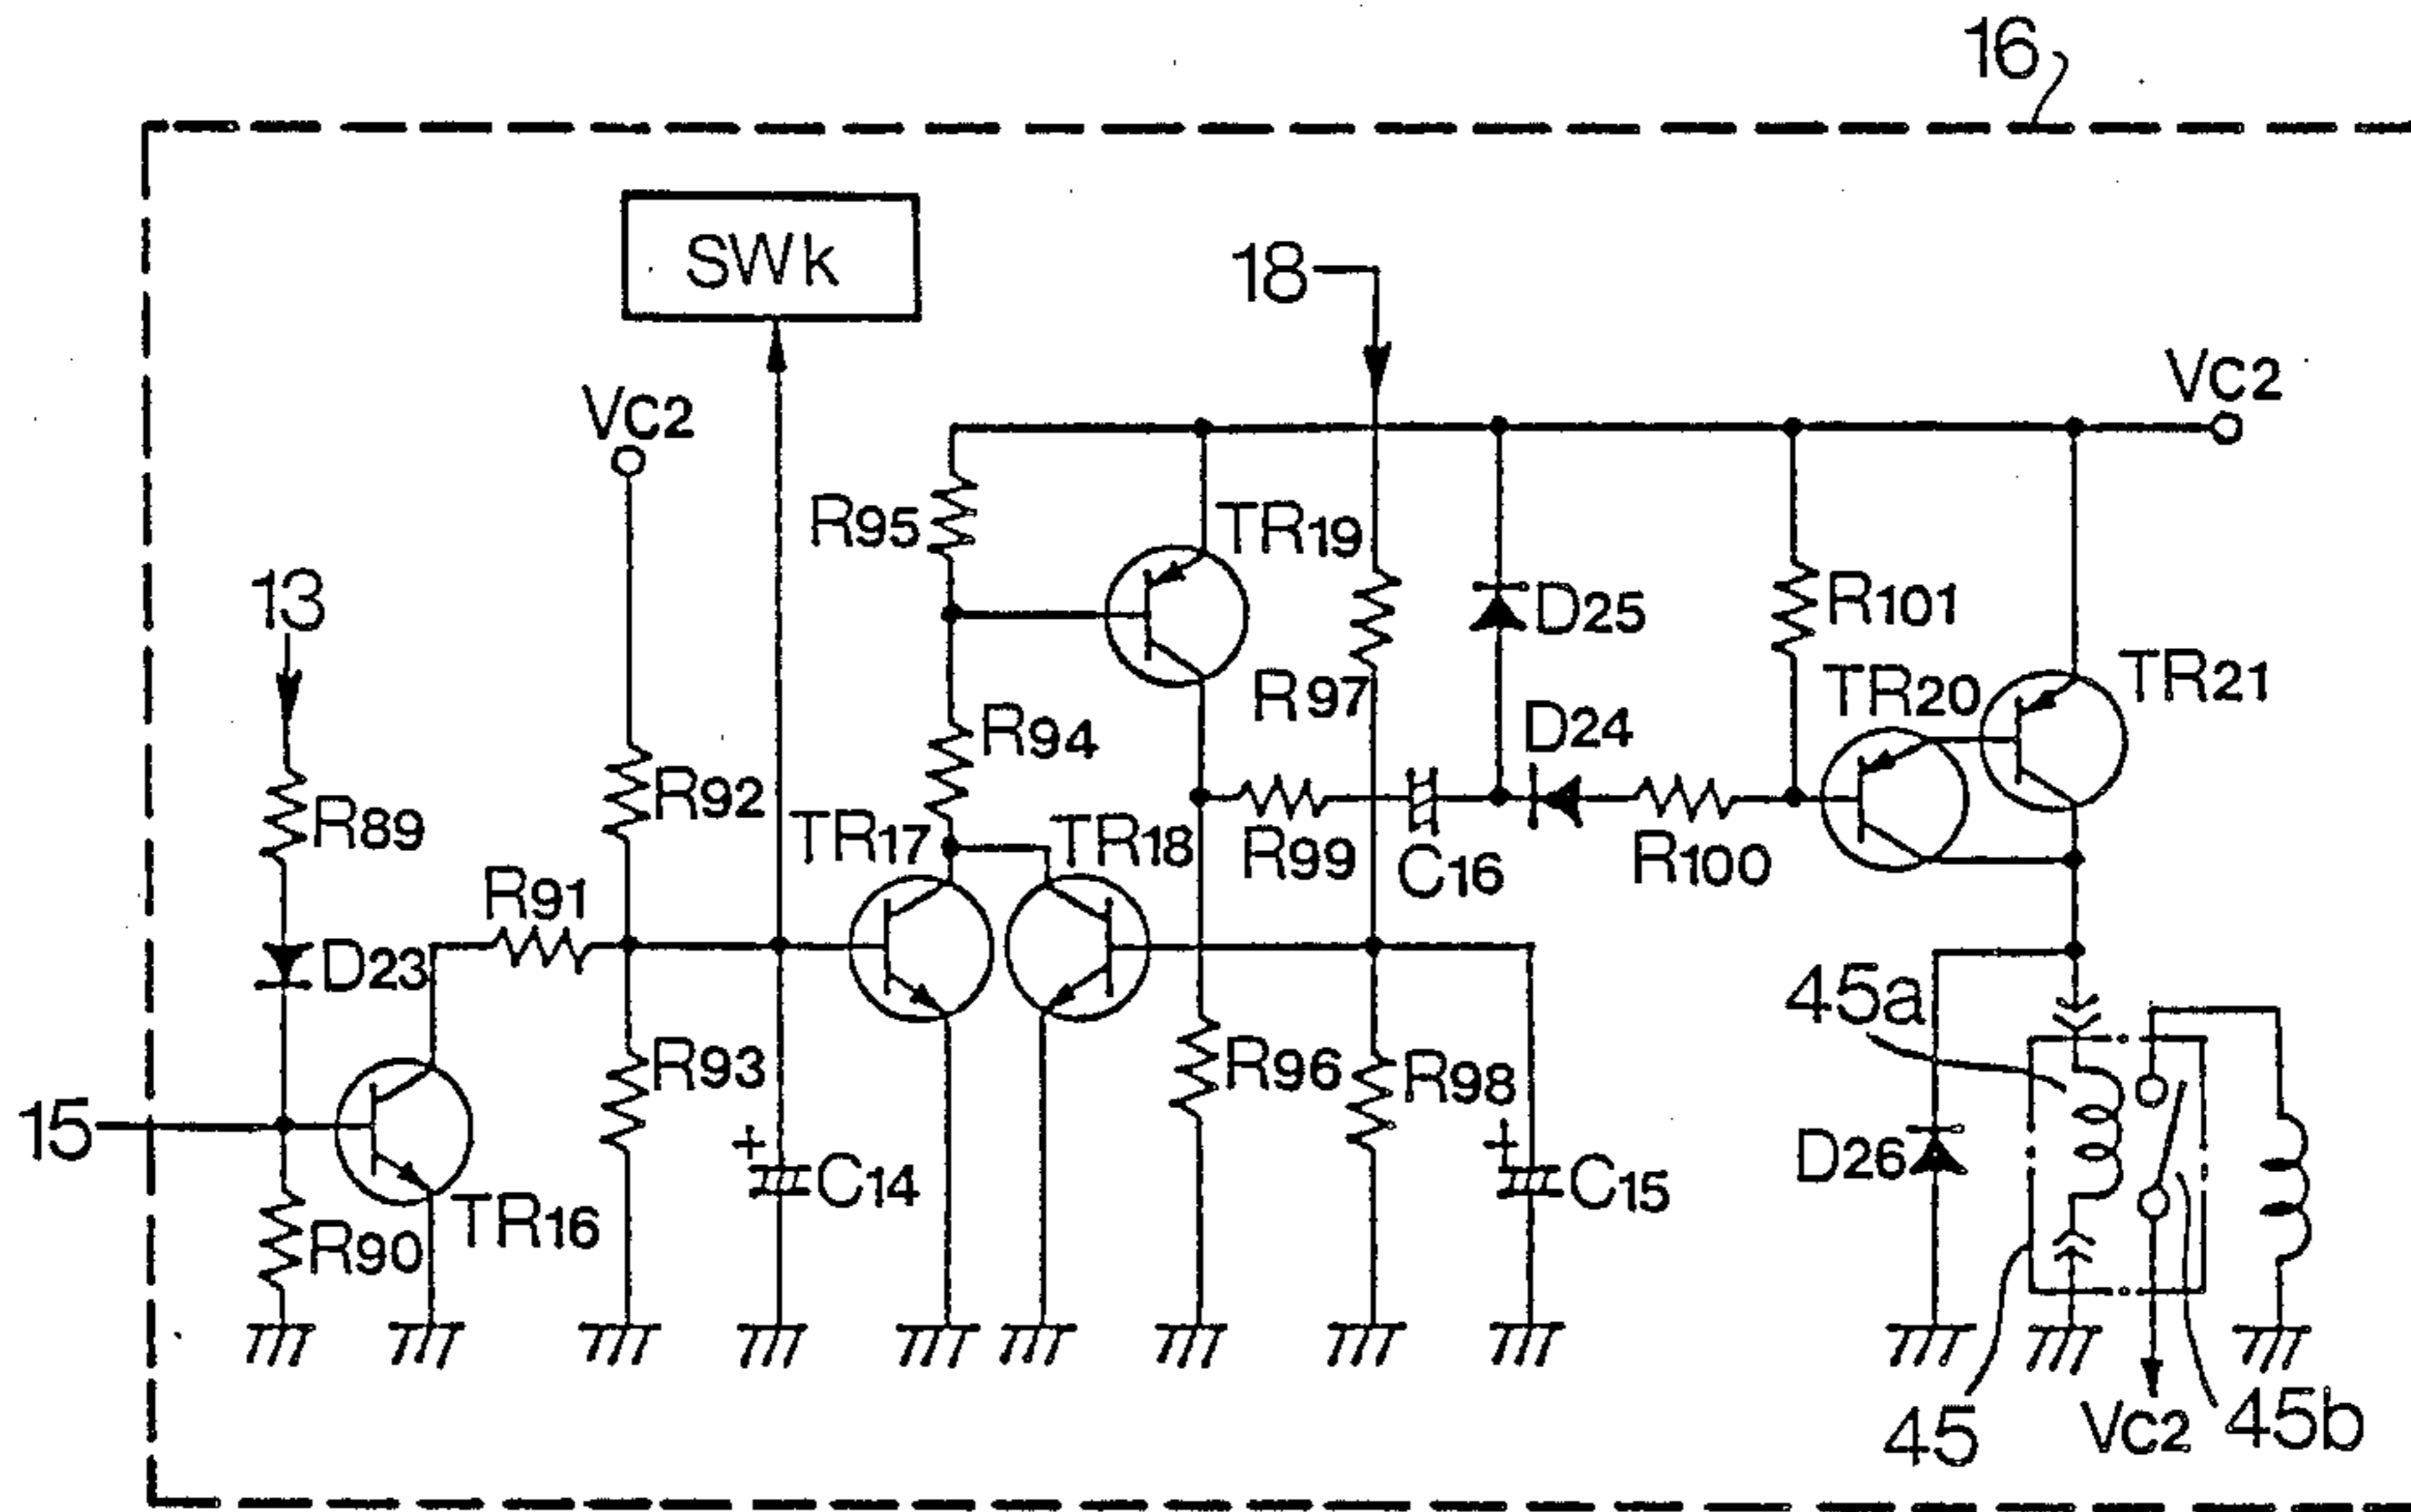 16
SWk
18
VC2
VC2
R95
TR19
13
D25
R101
R97
TR20
TR21
R94
D24
R89
R92
TR17
TR18
R99
C16
R100
R91
D23
45a
R93
R96
R98
15
D26
C14
C15
TR16
R90
+
+
45
VC2
45b